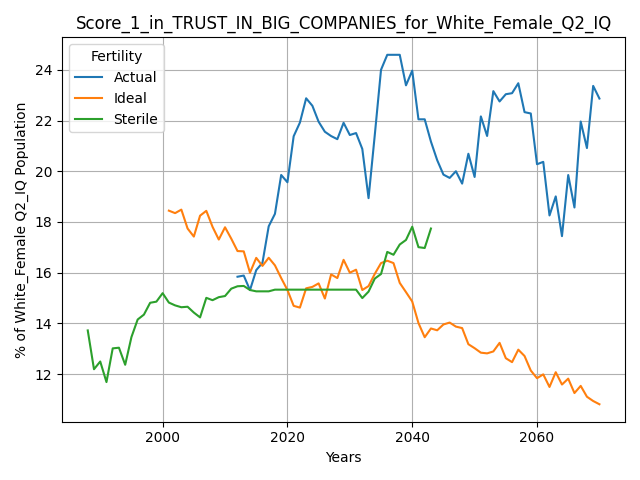 Score_1_in_TRUST_IN_BIG_COMPANIES_for_White_Female_Q2_IQ
Fertility
Actual
Ideal
Sterile
% of White_Female Q2_IQ Population
24
22
20
18
16
14
12
2000
2020
2040
2060
Years